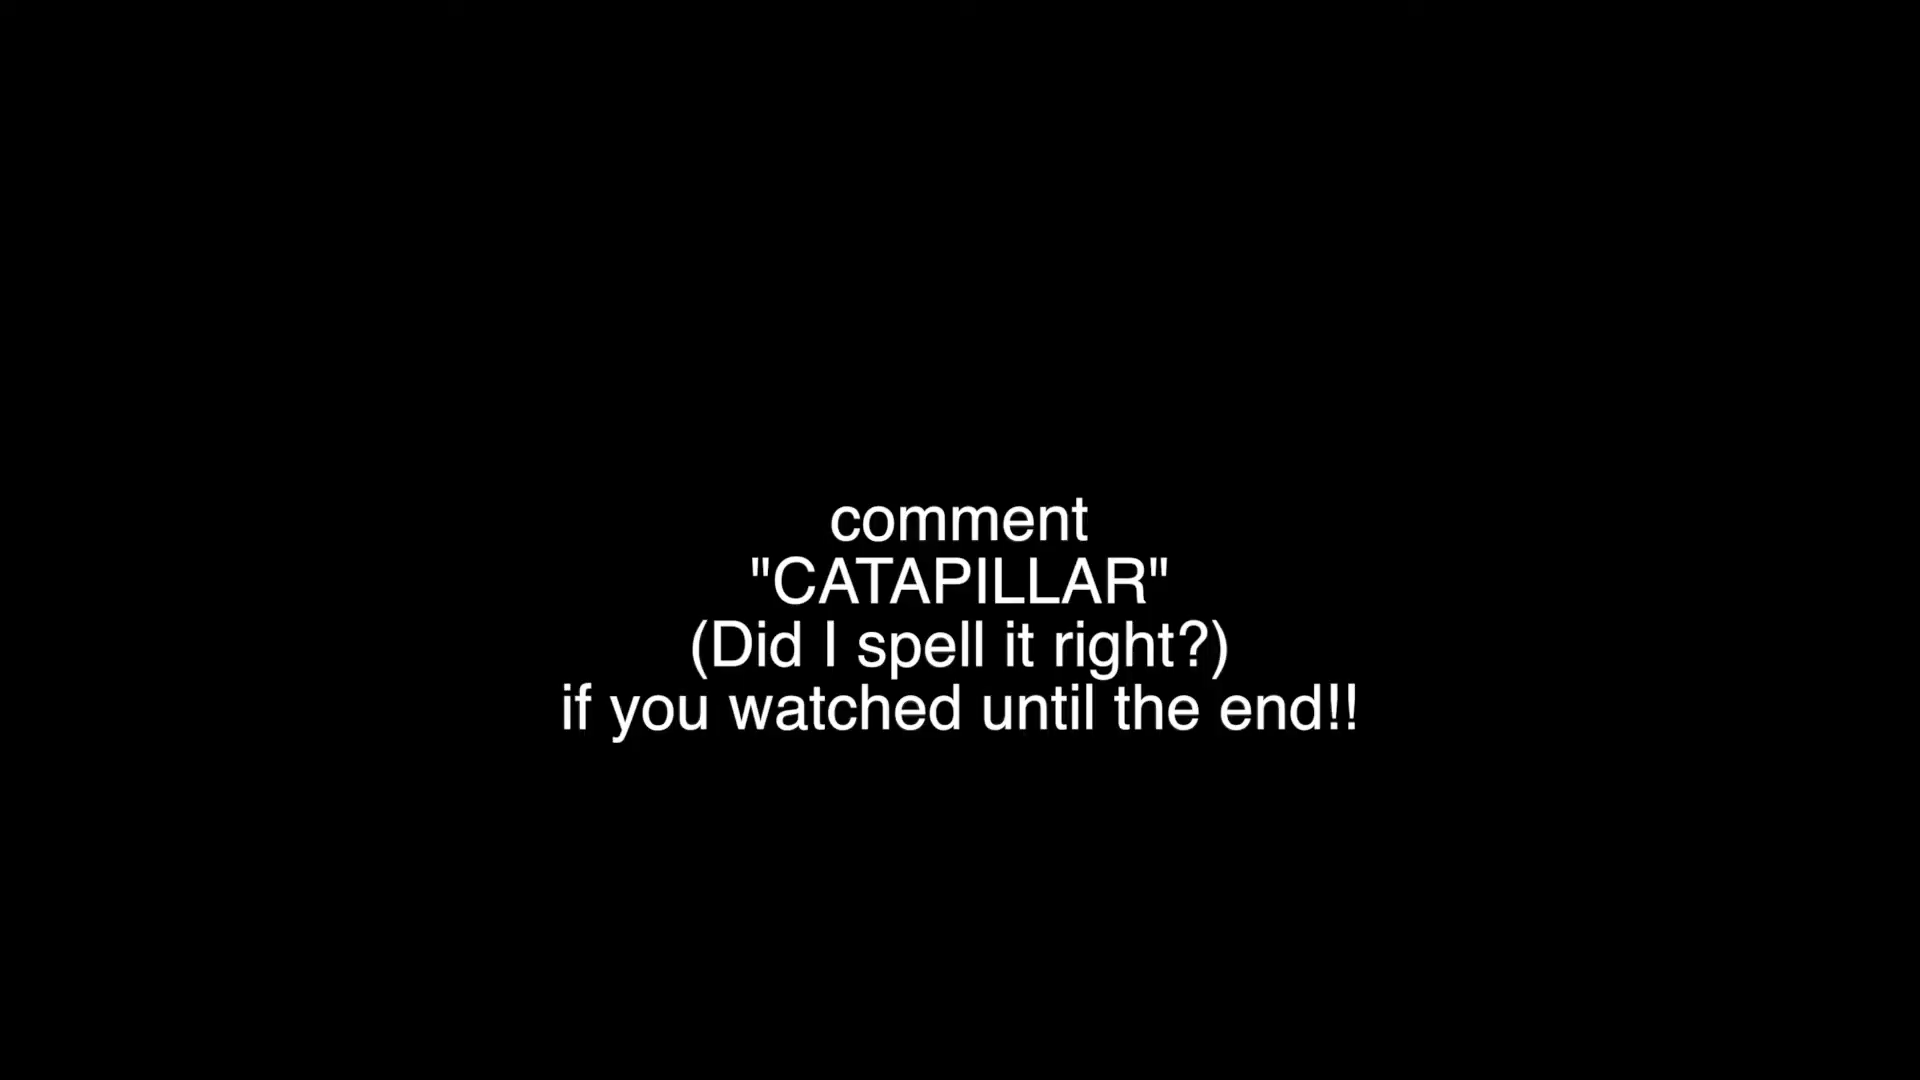 comment
"CATAPILLAR"
(Did I spell it right?)
if you watched until the end!!